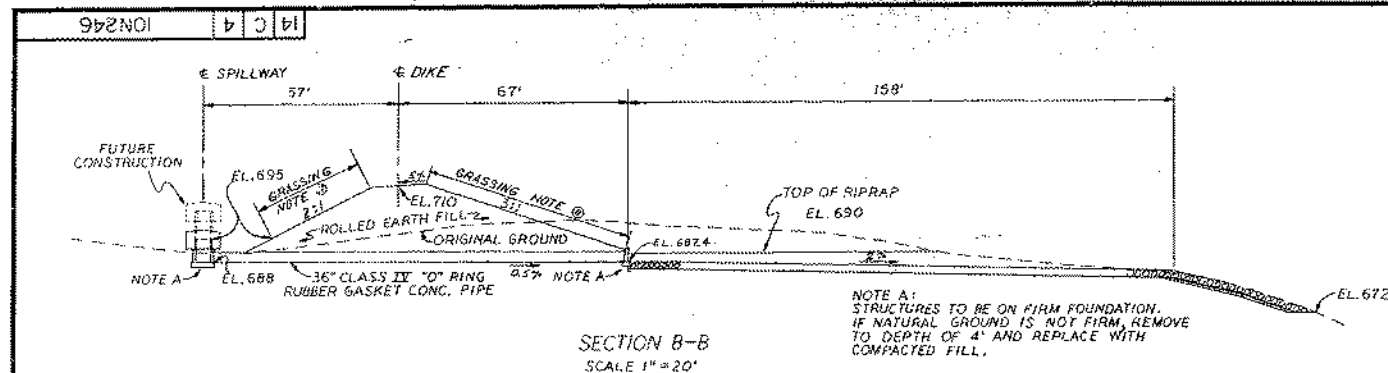 ION246 4 C 14
℄ SPILLWAY
℄ DIKE
57'
67'
158'
FUTURE
CONSTRUCTION
EL.695
GRASSING
NOTE
2:1
5%
GRASSING NOTE
3:1
EL.710
TOP OF RIPRAP
EL. 690
ROLLED EARTH FILL
ORIGINAL GROUND
EL.687.4
NOTE A
EL.688
36" CLASS IV "O" RING
RUBBER GASKET CONC. PIPE
0.5%
NOTE A
2%
EL.672
NOTE A:
STRUCTURES TO BE ON FIRM FOUNDATION.
IF NATURAL GROUND IS NOT FIRM, REMOVE
TO DEPTH OF 4' AND REPLACE WITH
COMPACTED FILL.
SECTION B-B
SCALE 1" = 20'